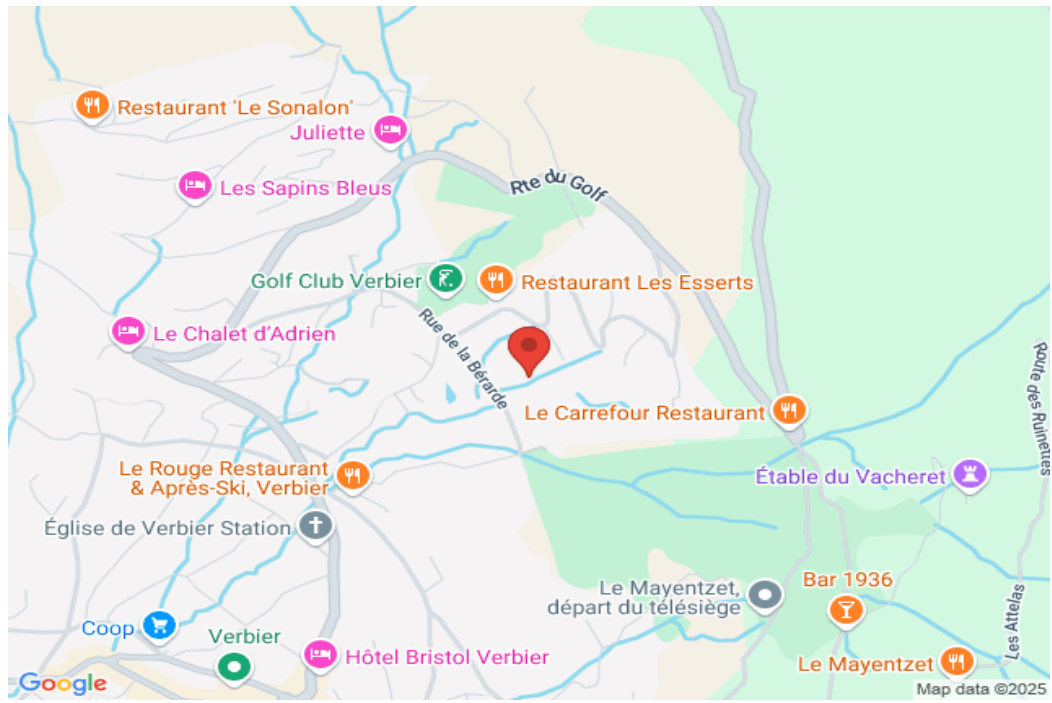 Restaurant 'Le Sonalon'
Juliette
Les Sapins Bleus
Rte du Golf
Golf Club Verbier
Restaurant Les Esserts
Le Chalet d'Adrien
Rue de la Bérarde
Route des Ruinettes
Le Carrefour Restaurant
Le Rouge Restaurant
& Après-Ski, Verbier
Étable du Vacheret
Église de Verbier Station
Le Mayentzet,
départ du télésiège
Bar 1936
Les Attelas
Coop
Verbier
Hôtel Bristol Verbier
Le Mayentzet
Google
Map data ©2025